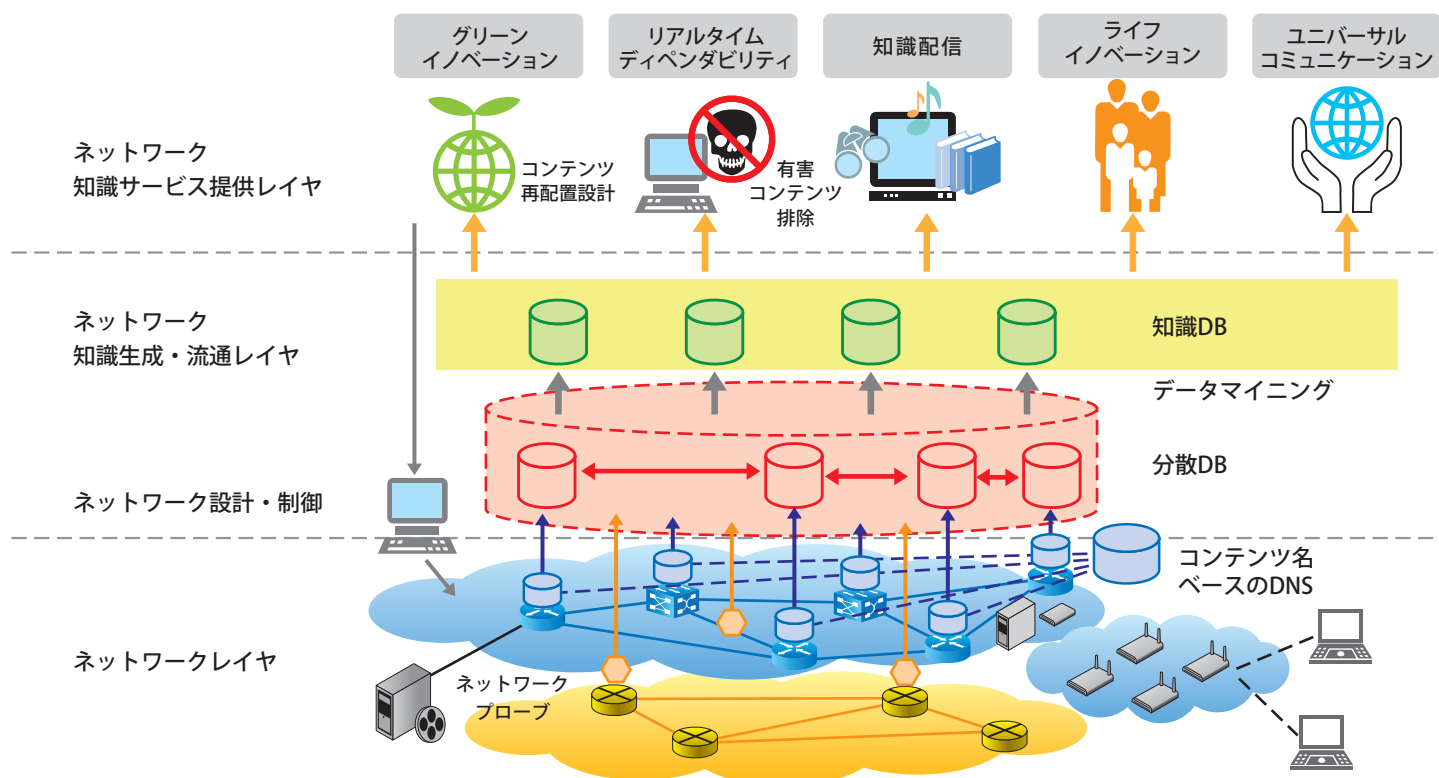 グリーン
イノベーション
リアルタイム
ディペンダビリティ
知識配信
ライフ
イノベーション
ユニバーサル
コミュニケーション
ネットワーク
知識サービス提供レイヤ
コンテンツ
再配置設計
有害
コンテンツ
排除
ネットワーク
知識生成・流通レイヤ
知識DB
データマイニング
分散DB
ネットワーク設計・制御
コンテンツ名
ベースのDNS
ネットワークレイヤ
ネットワーク
プローブ